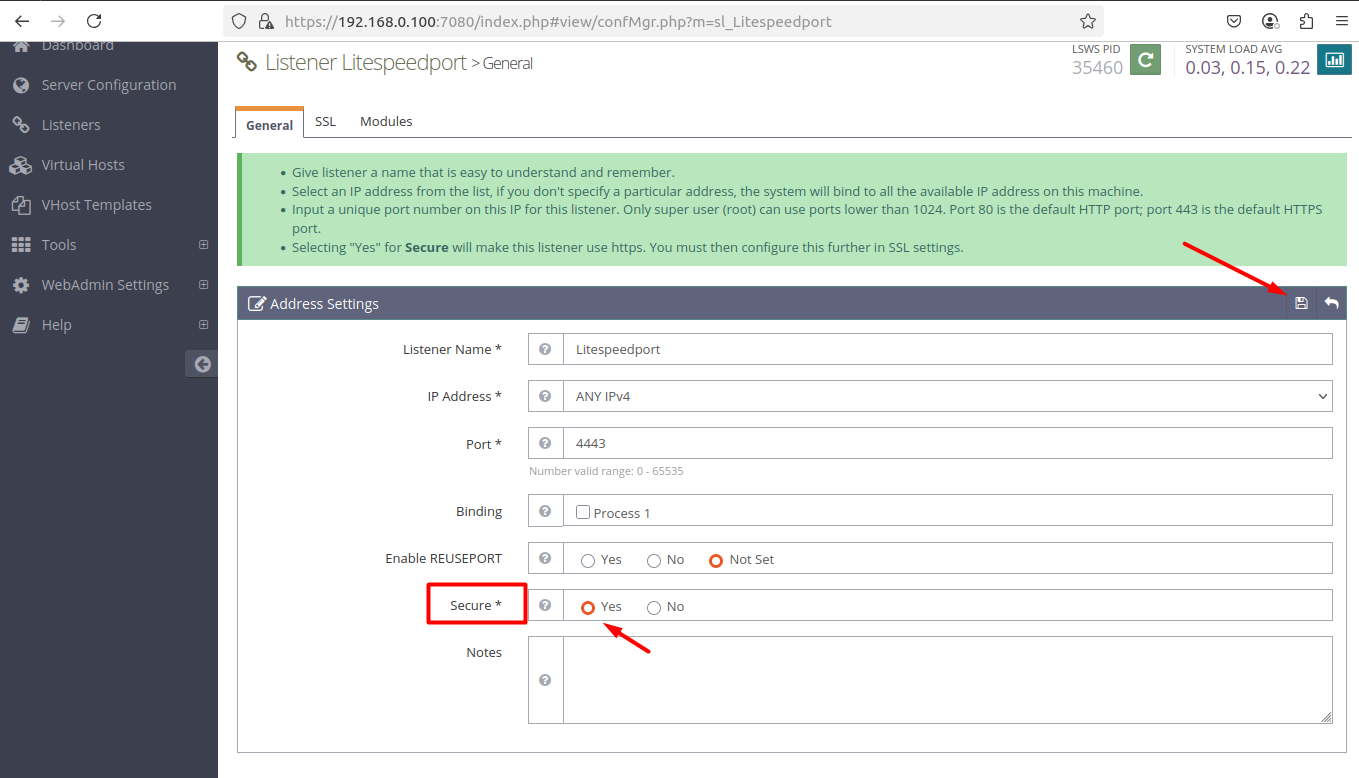 https://192.168.0.100:7080/index.php#view/confMgr.php?m=sl_Litespeedport
Dashboard
Server Configuration
Listeners
Virtual Hosts
VHost Templates
Tools
WebAdmin Settings
Help
Listener Litespeedport > General
LSWS PID
35460
SYSTEM LOAD AVG
0.03, 0.15, 0.22
General
SSL
Modules
• Give listener a name that is easy to understand and remember.
• Select an IP address from the list, if you don't specify a particular address, the system will bind to all the available IP address on this machine.
• Input a unique port number on this IP for this listener. Only super user (root) can use ports lower than 1024. Port 80 is the default HTTP port; port 443 is the default HTTPS
port.
• Selecting "Yes" for Secure will make this listener use https. You must then configure this further in SSL settings.
Address Settings
Listener Name *
Litespeedport
IP Address *
ANY IPv4
Port *
4443
Number valid range: 0 - 65535
Binding
Process 1
Enable REUSEPORT
Yes No Not Set
Secure *
Yes No
Notes